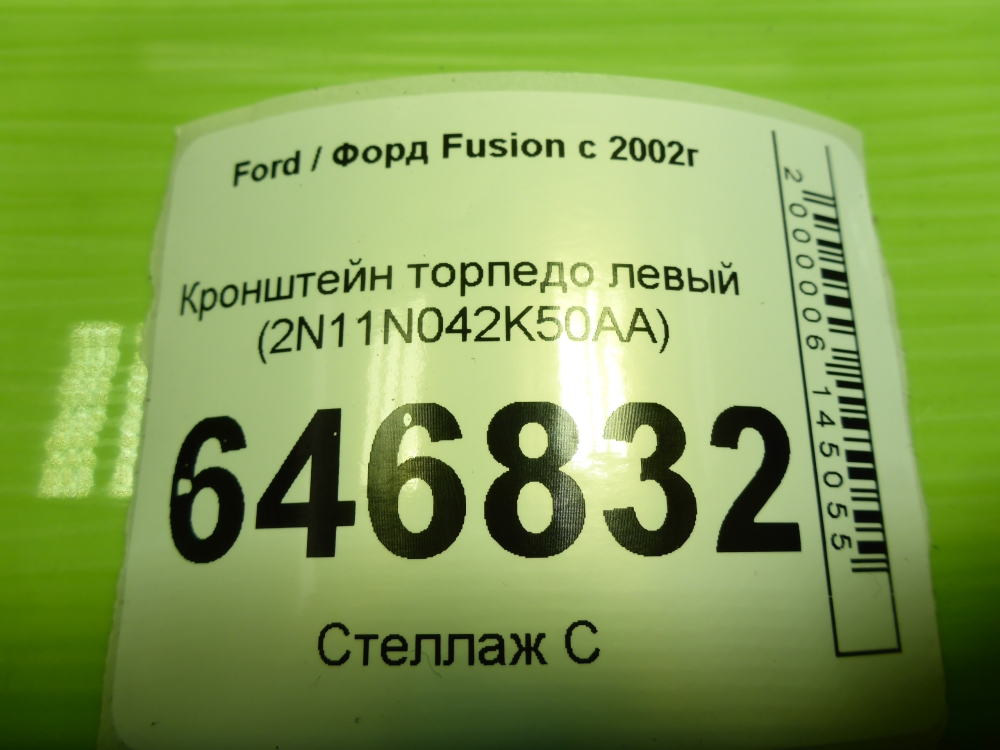 Ford / Форд Fusion с 2002г
Кронштейн торпедо левый
(2N11N042K50AA)
646832
Стеллаж С
2000006145055